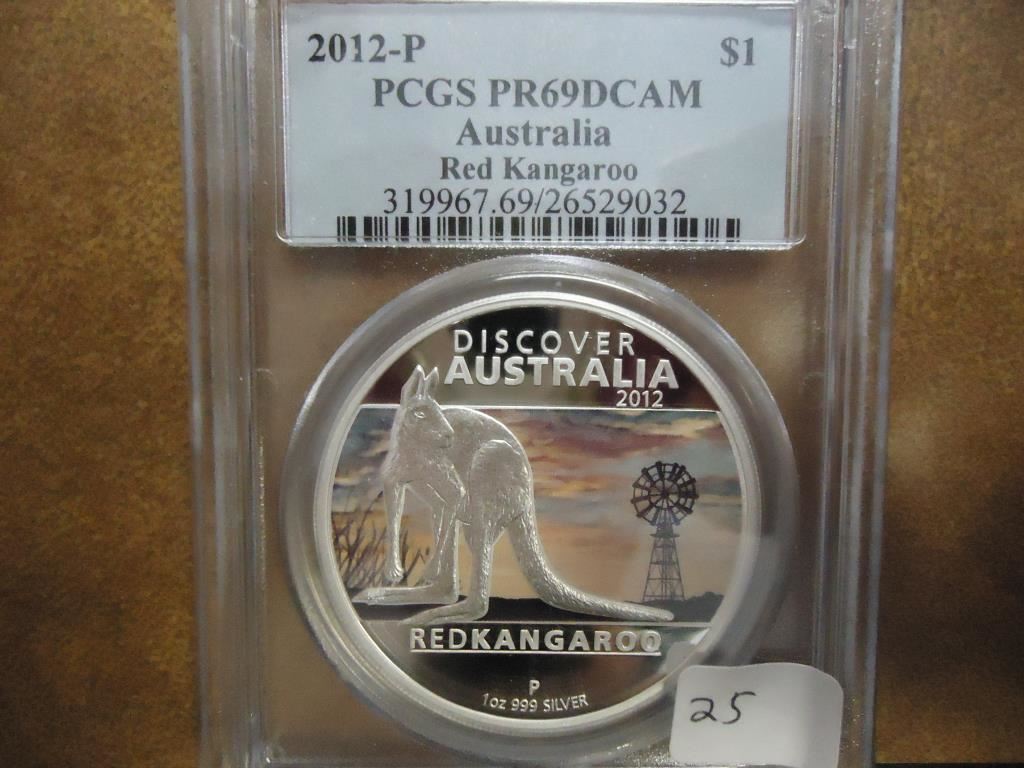 2012-P $1
PCGS PR69DCAM
Australia
Red Kangaroo
319967.69/26529032
DISCOVER
AUSTRALIA
2012
REDKANGAROO
P
1oz 999 SILVER
25